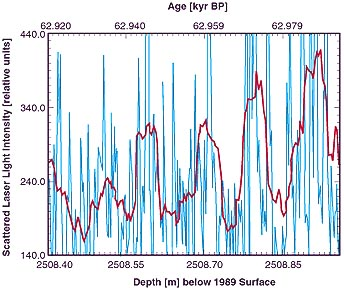 Age [kyr BP]
62.920 62.940 62.959 62.979
Scattered Laser Light Intensity [relative units]
440.0
340.0
240.0
140.0
2508.40 2508.55 2508.70 2508.85
Depth [m] below 1989 Surface